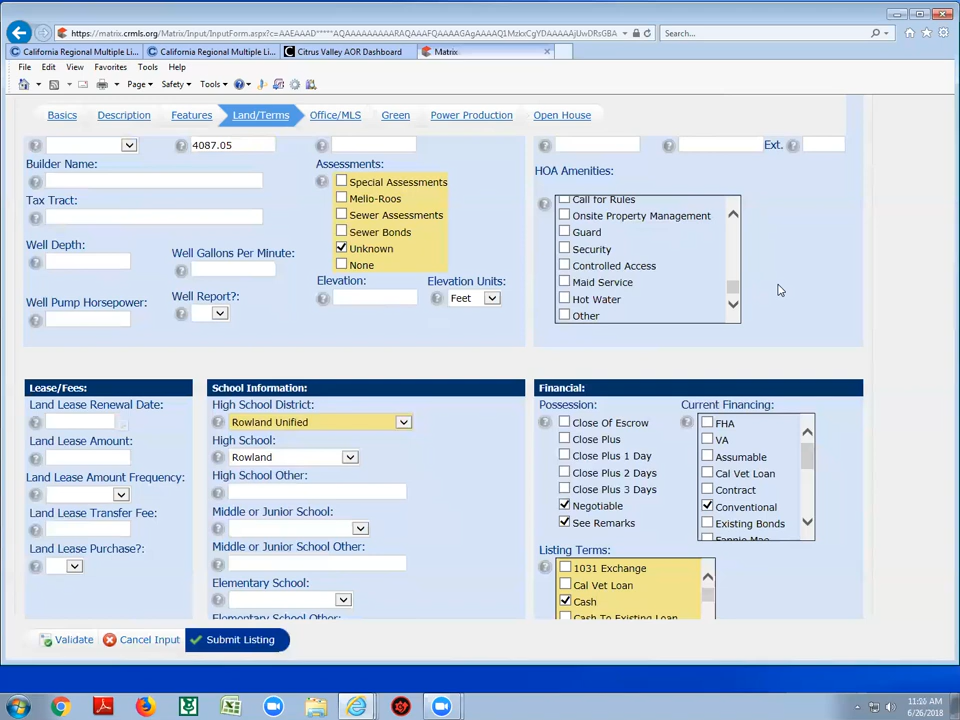 https://matrix.crmls.org/Matrix/Input/InputForm.aspx?c=
Search...
California Regional Multiple Li...
California Regional Multiple Li...
Citrus Valley AOR Dashboard
Matrix
File Edit View Favorites Tools Help
Page Safety Tools
Basics Description Features Land/Terms Office/MLS Green Power Production Open House
4087.05
Ext.
Builder Name:
Assessments:
HOA Amenities:
Special Assessments
Mello-Roos
Sewer Assessments
Sewer Bonds
Unknown
None
Tax Tract:
Call for Rules
Onsite Property Management
Guard
Security
Controlled Access
Maid Service
Hot Water
Other
Well Depth:
Well Gallons Per Minute:
Elevation:
Elevation Units:
Feet
Well Pump Horsepower:
Well Report?:
Lease/Fees:
Land Lease Renewal Date:
Land Lease Amount:
Land Lease Amount Frequency:
Land Lease Transfer Fee:
Land Lease Purchase?:
School Information:
High School District:
Rowland Unified
High School:
Rowland
High School Other:
Middle or Junior School:
Middle or Junior School Other:
Elementary School:
Elementary School Other:
Financial:
Possession:
Close Of Escrow
Close Plus
Close Plus 1 Day
Close Plus 2 Days
Close Plus 3 Days
Negotiable
See Remarks
Current Financing:
FHA
VA
Assumable
Cal Vet Loan
Contract
Conventional
Existing Bonds
Fannie Mae
Listing Terms:
1031 Exchange
Cal Vet Loan
Cash
Cash To Existing Loan
Validate Cancel Input Submit Listing
6/26/2018